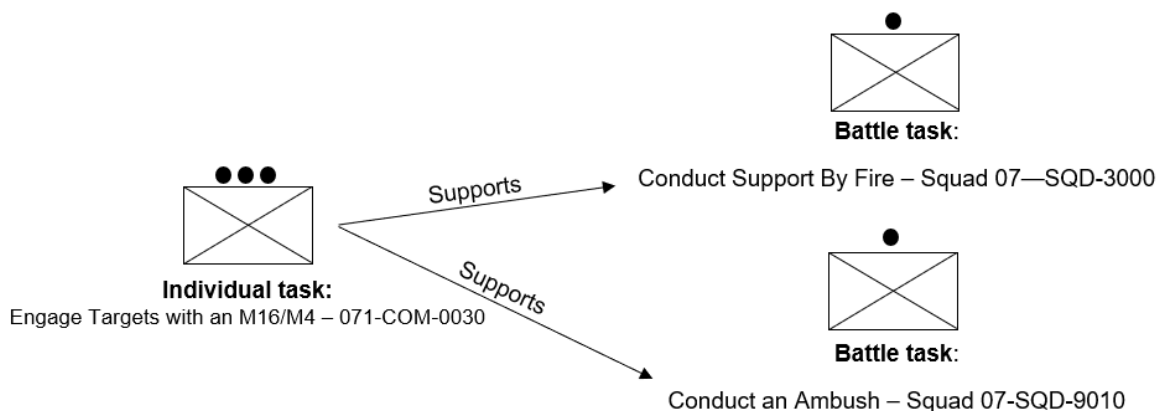 Battle task:
Conduct Support By Fire – Squad 07—SQD-3000
Supports
Individual task:
Engage Targets with an M16/M4 – 071-COM-0030
Supports
Battle task:
Conduct an Ambush – Squad 07-SQD-9010